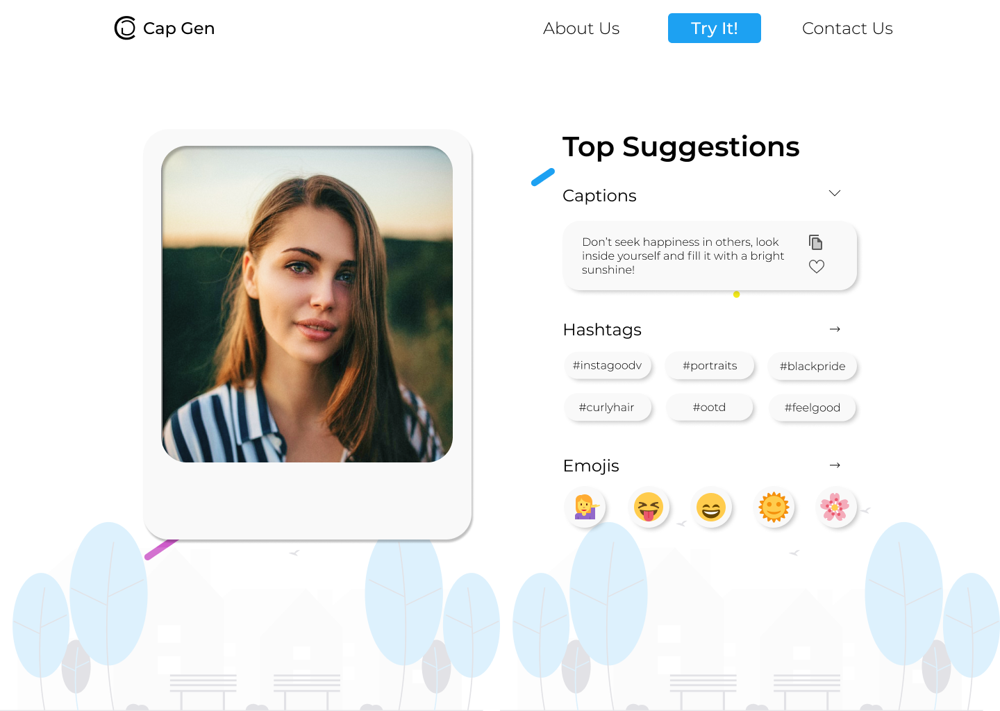 Cap Gen
About Us
Try It!
Contact Us
Top Suggestions
Captions
Don't seek happiness in others, look
inside yourself and fill it with a bright
sunshine!
Hashtags
#instagoodv
#portraits
#blackpride
#curlyhair
#ootd
#feelgood
Emojis